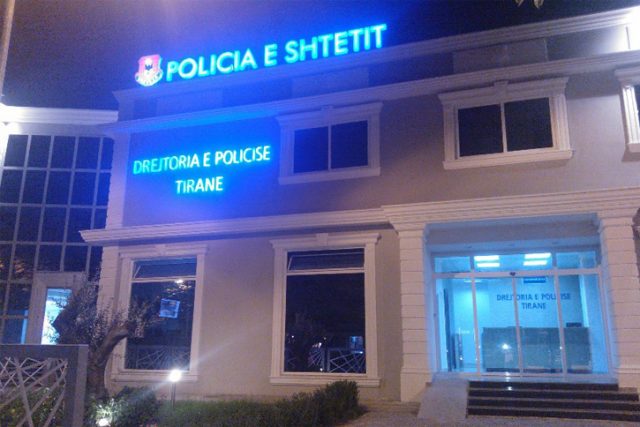 POLICIA E SHTETIT
DREJTORIA E POLICISE
TIRANE
DREJTORIA E POLICISE
TIRANE